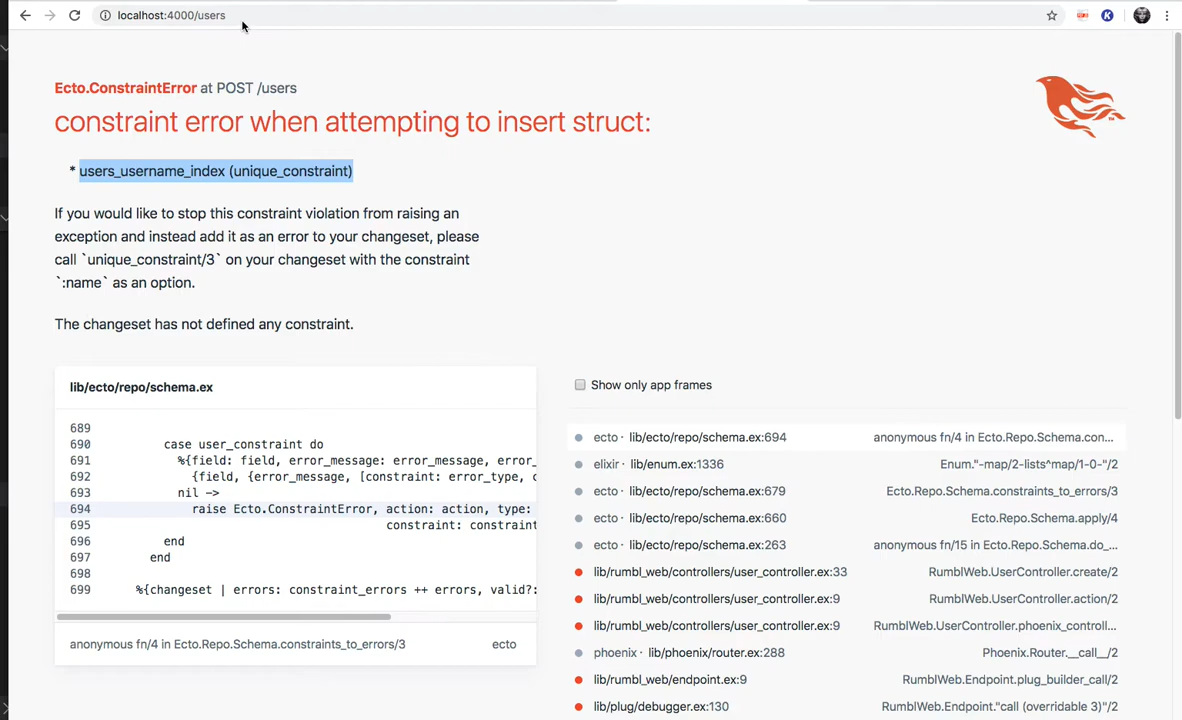 localhost:4000/users
Ecto.ConstraintError at POST /users
constraint error when attempting to insert struct:
* users_username_index (unique_constraint)
If you would like to stop this constraint violation from raising an
exception and instead add it as an error to your changeset, please
call `unique_constraint/3` on your changeset with the constraint
`:name` as an option.
The changeset has not defined any constraint.
lib/ecto/repo/schema.ex
689
690 case user_constraint do
691 %{field: field, error_message: error_message, error_
692 {field, {error_message, [constraint: error_type, c
693 nil ->
694 raise Ecto.ConstraintError, action: action, type:
695 constraint: constraint
696 end
697 end
698
699 %{changeset | errors: constraint_errors ++ errors, valid?:
anonymous fn/4 in Ecto.Repo.Schema.constraints_to_errors/3 ecto
Show only app frames
ecto · lib/ecto/repo/schema.ex:694 anonymous fn/4 in Ecto.Repo.Schema.con...
elixir · lib/enum.ex:1336 Enum."-map/2-lists^map/1-0-"/2
ecto · lib/ecto/repo/schema.ex:679 Ecto.Repo.Schema.constraints_to_errors/3
ecto · lib/ecto/repo/schema.ex:660 Ecto.Repo.Schema.apply/4
ecto · lib/ecto/repo/schema.ex:263 anonymous fn/15 in Ecto.Repo.Schema.do_...
lib/rumbl_web/controllers/user_controller.ex:33 RumblWeb.UserController.create/2
lib/rumbl_web/controllers/user_controller.ex:9 RumblWeb.UserController.action/2
lib/rumbl_web/controllers/user_controller.ex:9 RumblWeb.UserController.phoenix_controll...
phoenix · lib/phoenix/router.ex:288 Phoenix.Router.__call__/2
lib/rumbl_web/endpoint.ex:9 RumblWeb.Endpoint.plug_builder_call/2
lib/plug/debugger.ex:130 RumblWeb.Endpoint."call (overridable 3)"/2